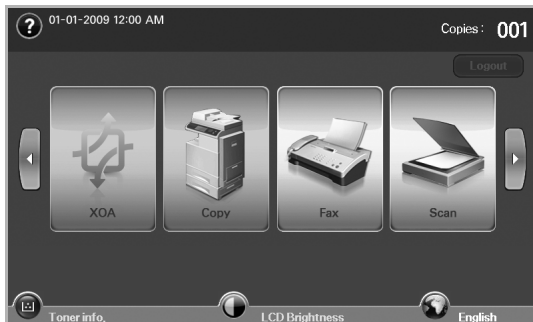 ? 01-01-2009 12:00 AM Copies : 001
Logout
XOA Copy Fax Scan
Toner info. LCD Brightness English